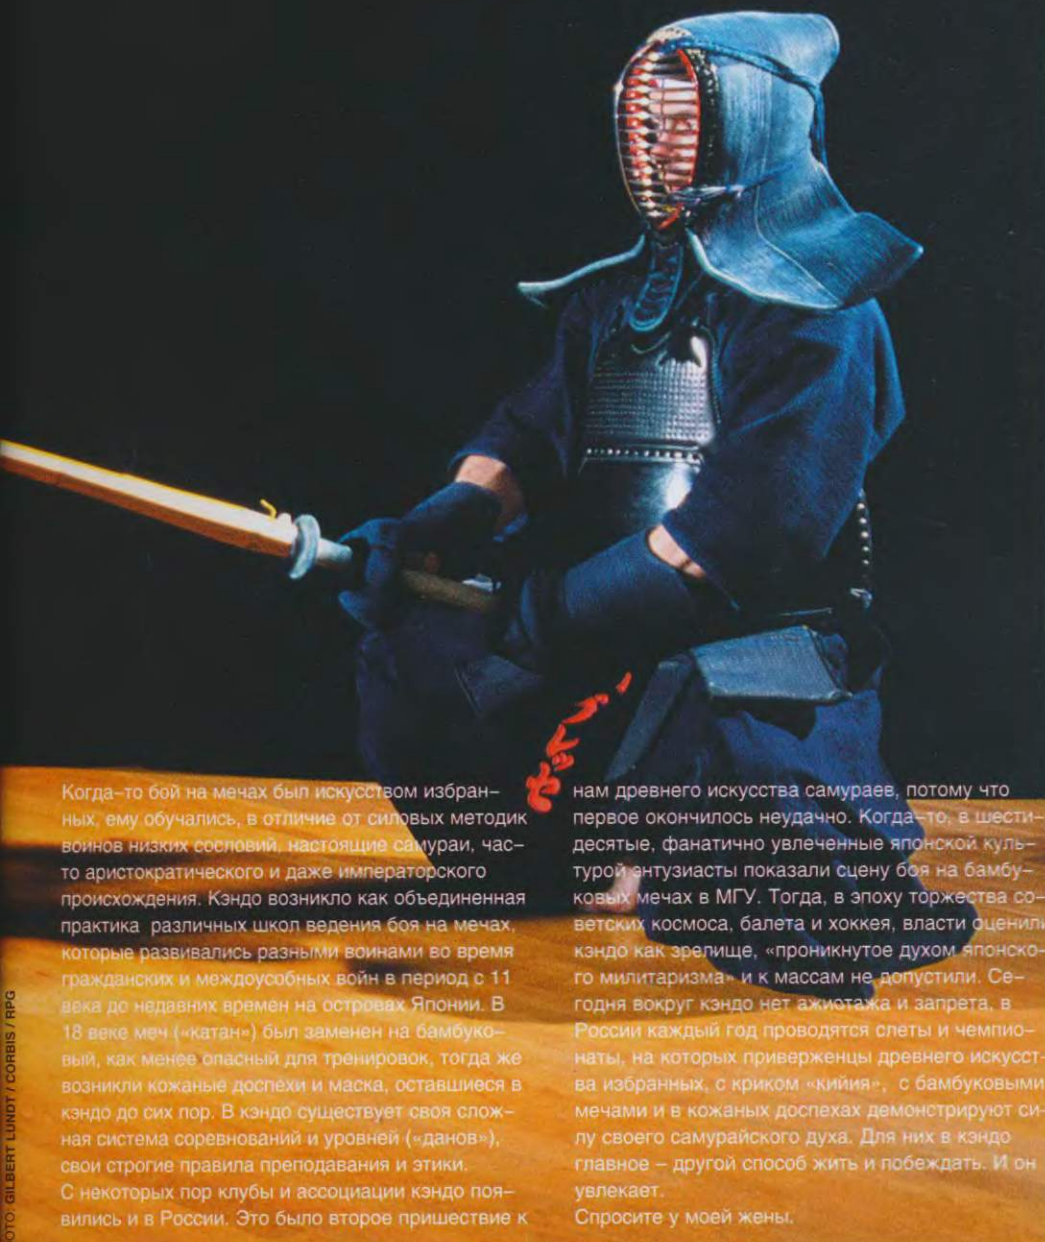 Когда–то бой на мечах был искусством избран–
ных, ему обучались, в отличие от силовых методик
воинов низких сословий, настоящие самураи, час–
то аристократического и даже императорского
происхождения. Кэндо возникло как объединенная
практика различных школ ведения боя на мечах,
которые развивались разными воинами во время
гражданских и междоусобных войн в период с 11
века до недавних времен на островах Японии. В
18 веке меч («катан») был заменен на бамбуко–
вый, как менее опасный для тренировок, тогда же
возникли кожаные доспехи и маска, оставшиеся в
кэндо до сих пор. В кэндо существует своя слож–
ная система соревнований и уровней («данов»),
свои строгие правила преподавания и этики.
С некоторых пор клубы и ассоциации кэндо поя–
вились и в России. Это было второе пришествие к
нам древнего искусства самураев, потому что
первое окончилось неудачно. Когда–то, в шести–
десятые, фанатично увлеченные японской куль–
турой энтузиасты показали сцену боя на бамбу–
ковых мечах в МГУ. Тогда, в эпоху торжества со–
ветских космоса, балета и хоккея, власти оценили
кэндо как зрелище, «проникнутое духом японско–
го милитаризма» и к массам не допустили. Се–
годня вокруг кэндо нет ажиотажа и запрета, в
России каждый год проводятся слеты и чемпио–
наты, на которых приверженцы древнего искусст–
ва избранных, с криком «кийия», с бамбуковыми
мечами и в кожаных доспехах демонстрируют си–
лу своего самурайского духа. Для них в кэндо
главное – другой способ жить и побеждать. И он
увлекает.
Спросите у моей жены.
ОТО: GILBERT LUNDT / CORBIS / RPG